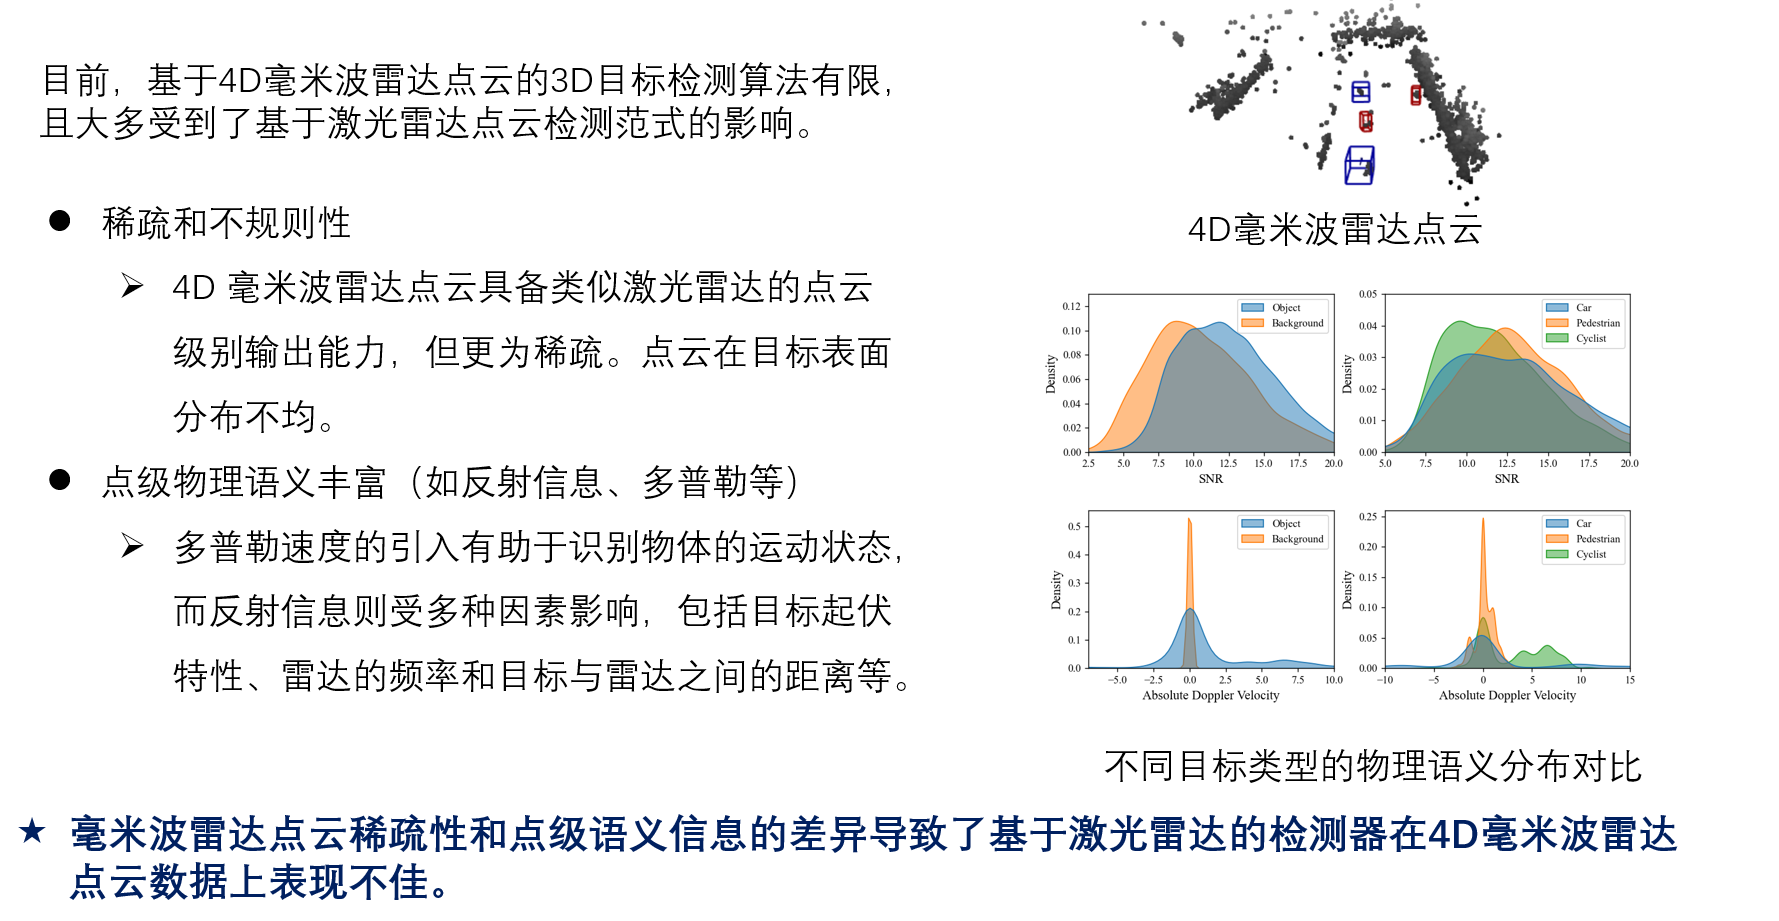 目前，基于4D毫米波雷达点云的3D目标检测算法有限，
且大多受到了基于激光雷达点云检测范式的影响。
稀疏和不规则性
4D 毫米波雷达点云具备类似激光雷达的点云
级别输出能力，但更为稀疏。点云在目标表面
分布不均。
点级物理语义丰富（如反射信息、多普勒等）
多普勒速度的引入有助于识别物体的运动状态，
而反射信息则受多种因素影响，包括目标起伏
特性、雷达的频率和目标与雷达之间的距离等。
4D毫米波雷达点云
Object
Background
0.12
0.10
0.08
0.06
0.04
0.02
0.00
Density
2.5 5.0 7.5 10.0 12.5 15.0 17.5 20.0
SNR
Car
Pedestrian
Cyclist
0.05
0.04
0.03
0.02
0.01
0.00
Density
5.0 7.5 10.0 12.5 15.0 17.5 20.0
SNR
Object
Background
0.5
0.4
0.3
0.2
0.1
0.0
Density
−5.0 −2.5 0.0 2.5 5.0 7.5 10.0
Absolute Doppler Velocity
Car
Pedestrian
Cyclist
0.25
0.20
0.15
0.10
0.05
0.00
Density
−10 −5 0 5 10 15
Absolute Doppler Velocity
不同目标类型的物理语义分布对比
★ 毫米波雷达点云稀疏性和点级语义信息的差异导致了基于激光雷达的检测器在4D毫米波雷达
点云数据上表现不佳。